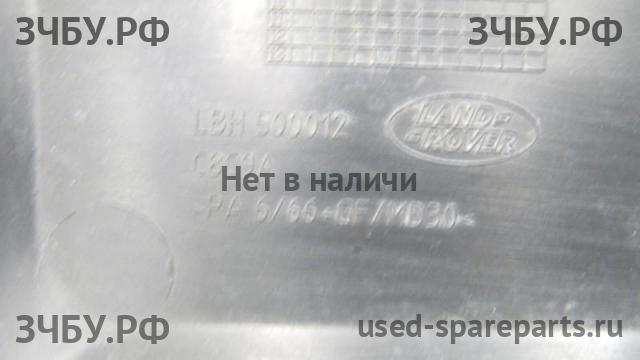 ЗЧБУ.РФ ЗЧБУ.РФ
LAND-
LBH 500012
-ROVER
Нет в наличи
>PA 6/66+GF/MD30<
ЗЧБУ.РФ used-spareparts.ru